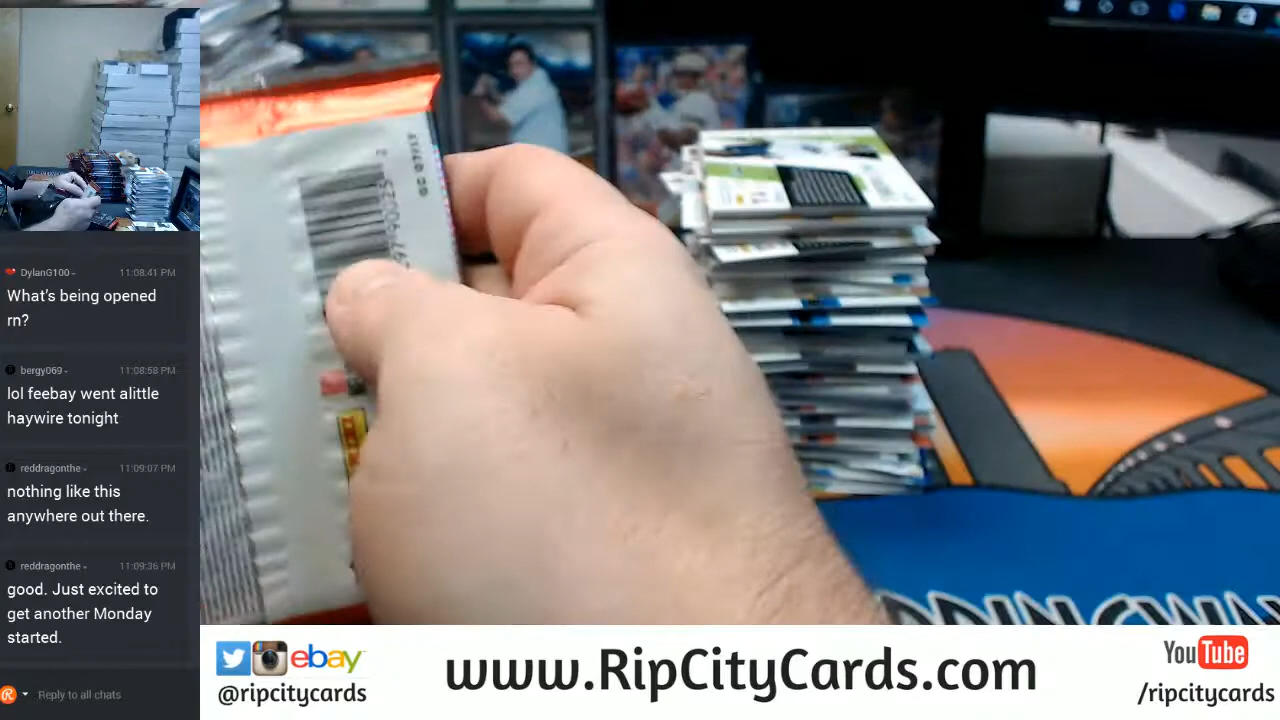 DylanG100
11:08:41 PM
What's being opened
rn?
bergy069
11:08:58 PM
lol feebay went alittle
haywire tonight
reddragonthe
11:09:07 PM
nothing like this
anywhere out there.
reddragonthe
11:09:36 PM
good. Just excited to
get another Monday
started.
Reply to all chats
ebay
@ripcitycards
www.RipCityCards.com
YouTube
/ripcitycards